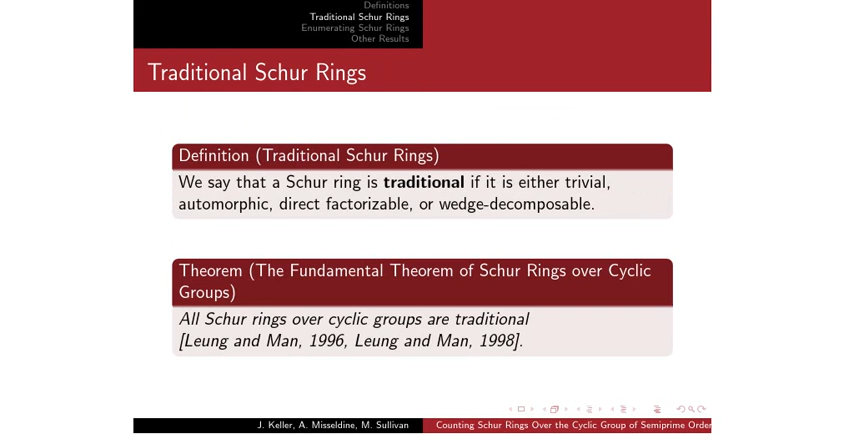 Definitions
Traditional Schur Rings
Enumerating Schur Rings
Other Results
Traditional Schur Rings
Definition (Traditional Schur Rings)
We say that a Schur ring is traditional if it is either trivial,
automorphic, direct factorizable, or wedge-decomposable.
Theorem (The Fundamental Theorem of Schur Rings over Cyclic
Groups)
All Schur rings over cyclic groups are traditional
[Leung and Man, 1996, Leung and Man, 1998].
J. Keller, A. Misseldine, M. Sullivan
Counting Schur Rings Over the Cyclic Group of Semiprime Order